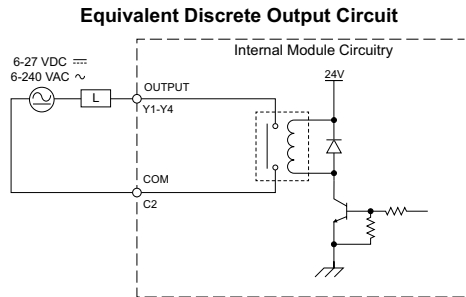 Equivalent Discrete Output Circuit
Internal Module Circuitry
6-27 VDC ⎓
6-240 VAC ∿
24V
L
OUTPUT
Y1-Y4
COM
C2